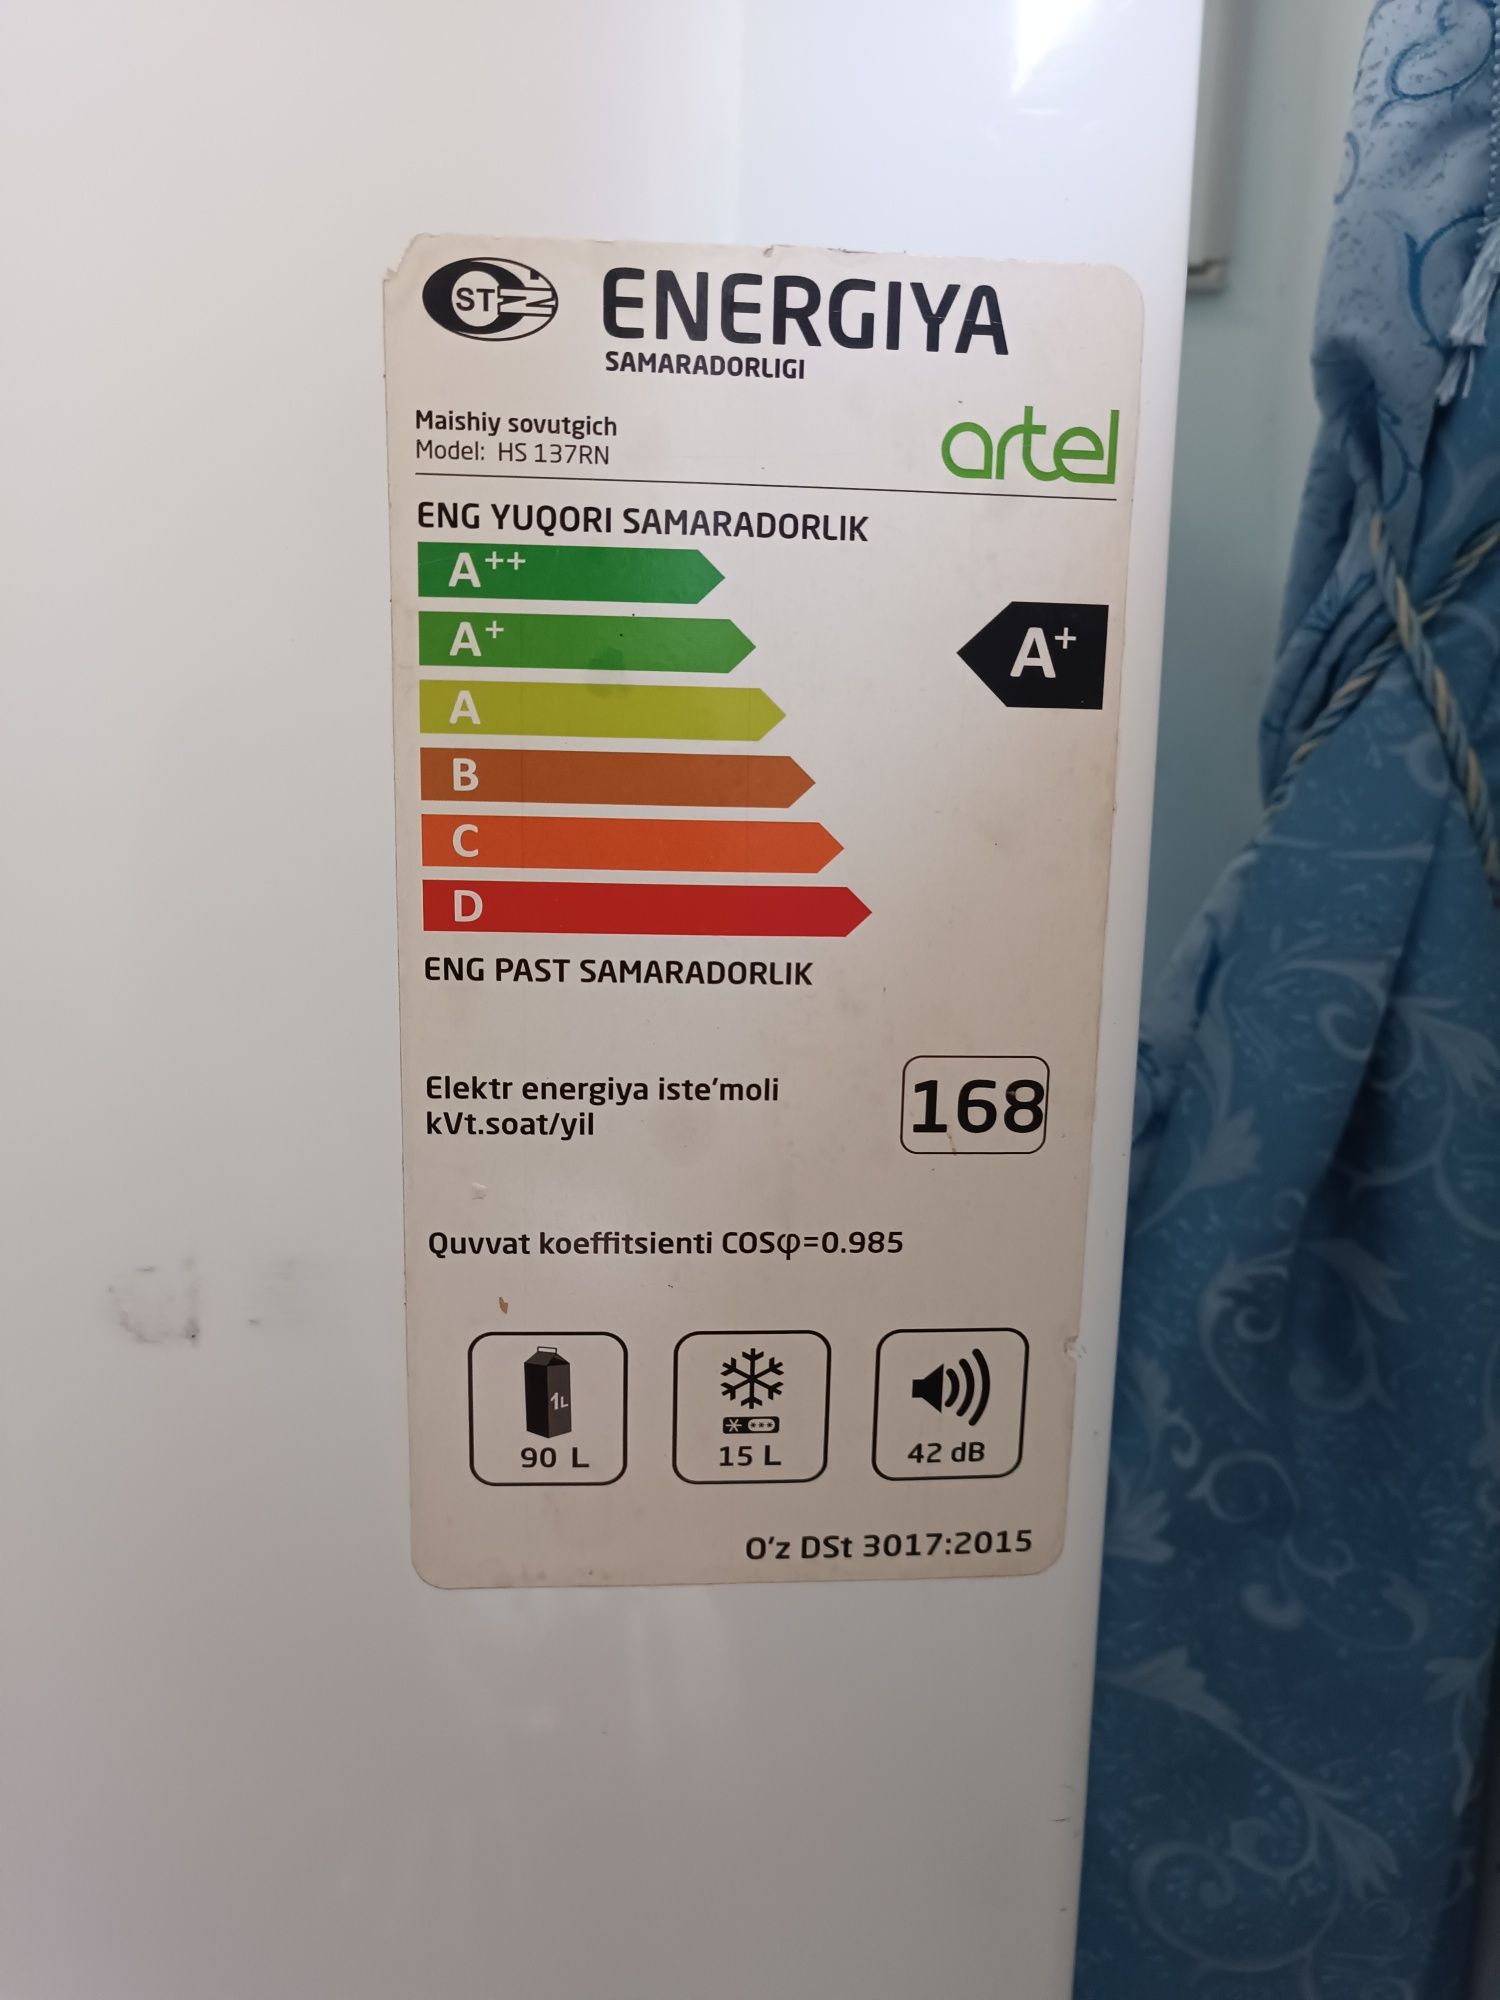 ST
ENERGIYA
SAMARADORLIGI
Maishiy sovutgich
Model: HS 137RN
artel
ENG YUQORI SAMARADORLIK
A++
A+
A+
A
B
C
D
ENG PAST SAMARADORLIK
Elektr energiya iste’moli
kVt.soat/yil
168
Quvvat koeffitsienti COSφ=0.985
1L
90 L
15 L
42 dB
O‘z DSt 3017:2015